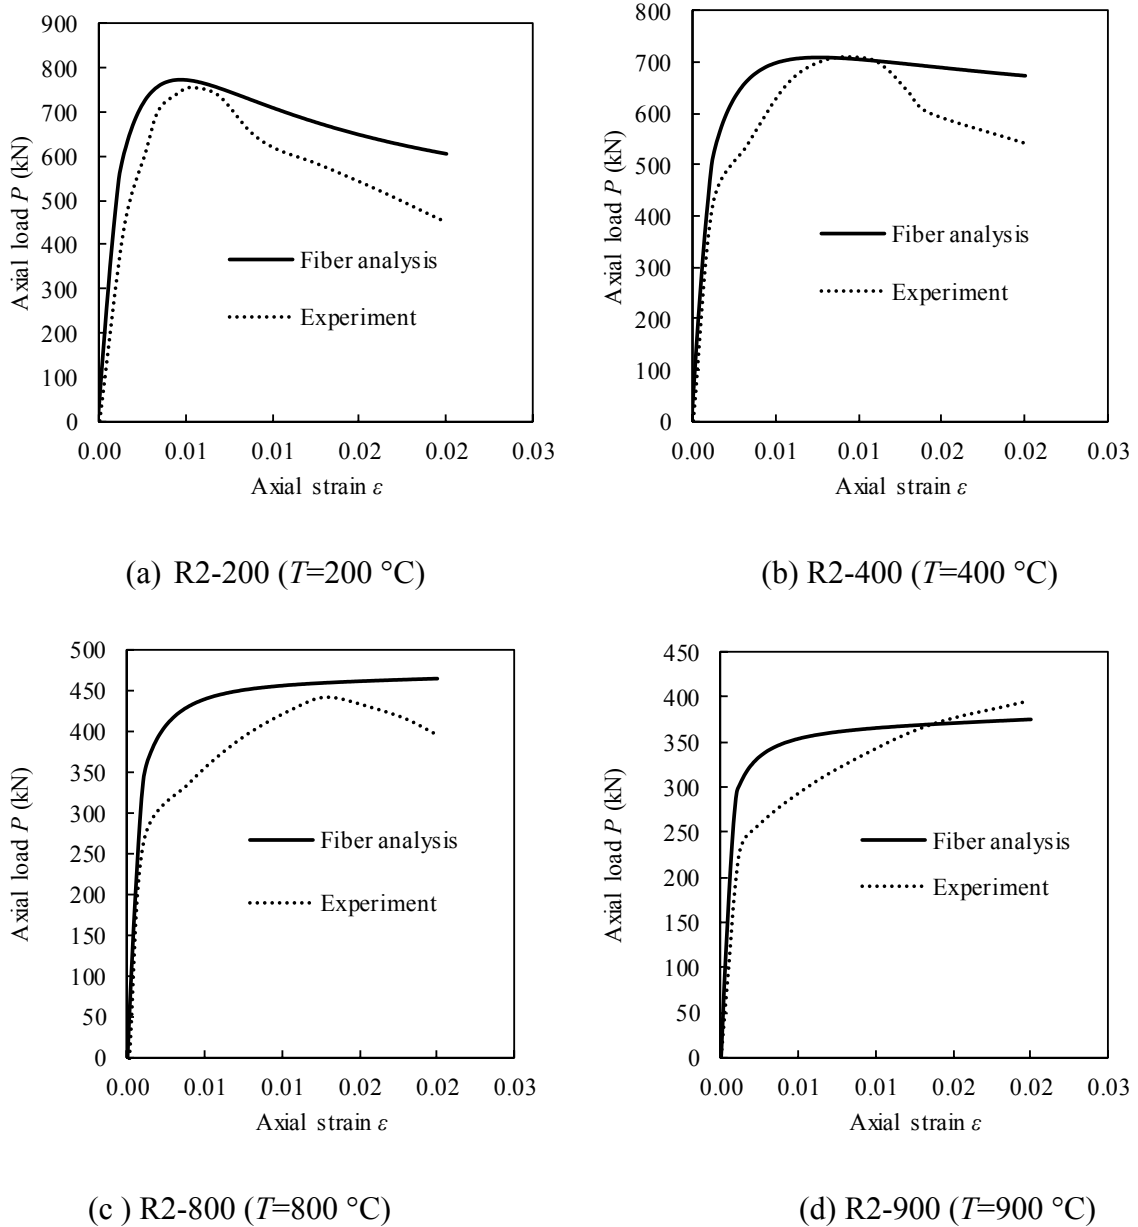 900
800
700
600
500
400
300
200
100
0
Axial load P (kN)
Fiber analysis
Experiment
0.00 0.01 0.01 0.02 0.02 0.03
Axial strain ε
(a) R2-200 (T=200 °C)
800
700
600
500
400
300
200
100
0
Axial load P (kN)
Fiber analysis
Experiment
0.00 0.01 0.01 0.02 0.02 0.03
Axial strain ε
(b) R2-400 (T=400 °C)
500
450
400
350
300
250
200
150
100
50
0
Axial load P (kN)
Fiber analysis
Experiment
0.00 0.01 0.01 0.02 0.02 0.03
Axial strain ε
(c ) R2-800 (T=800 °C)
450
400
350
300
250
200
150
100
50
0
Axial load P (kN)
Fiber analysis
Experiment
0.00 0.01 0.01 0.02 0.02 0.03
Axial strain ε
(d) R2-900 (T=900 °C)